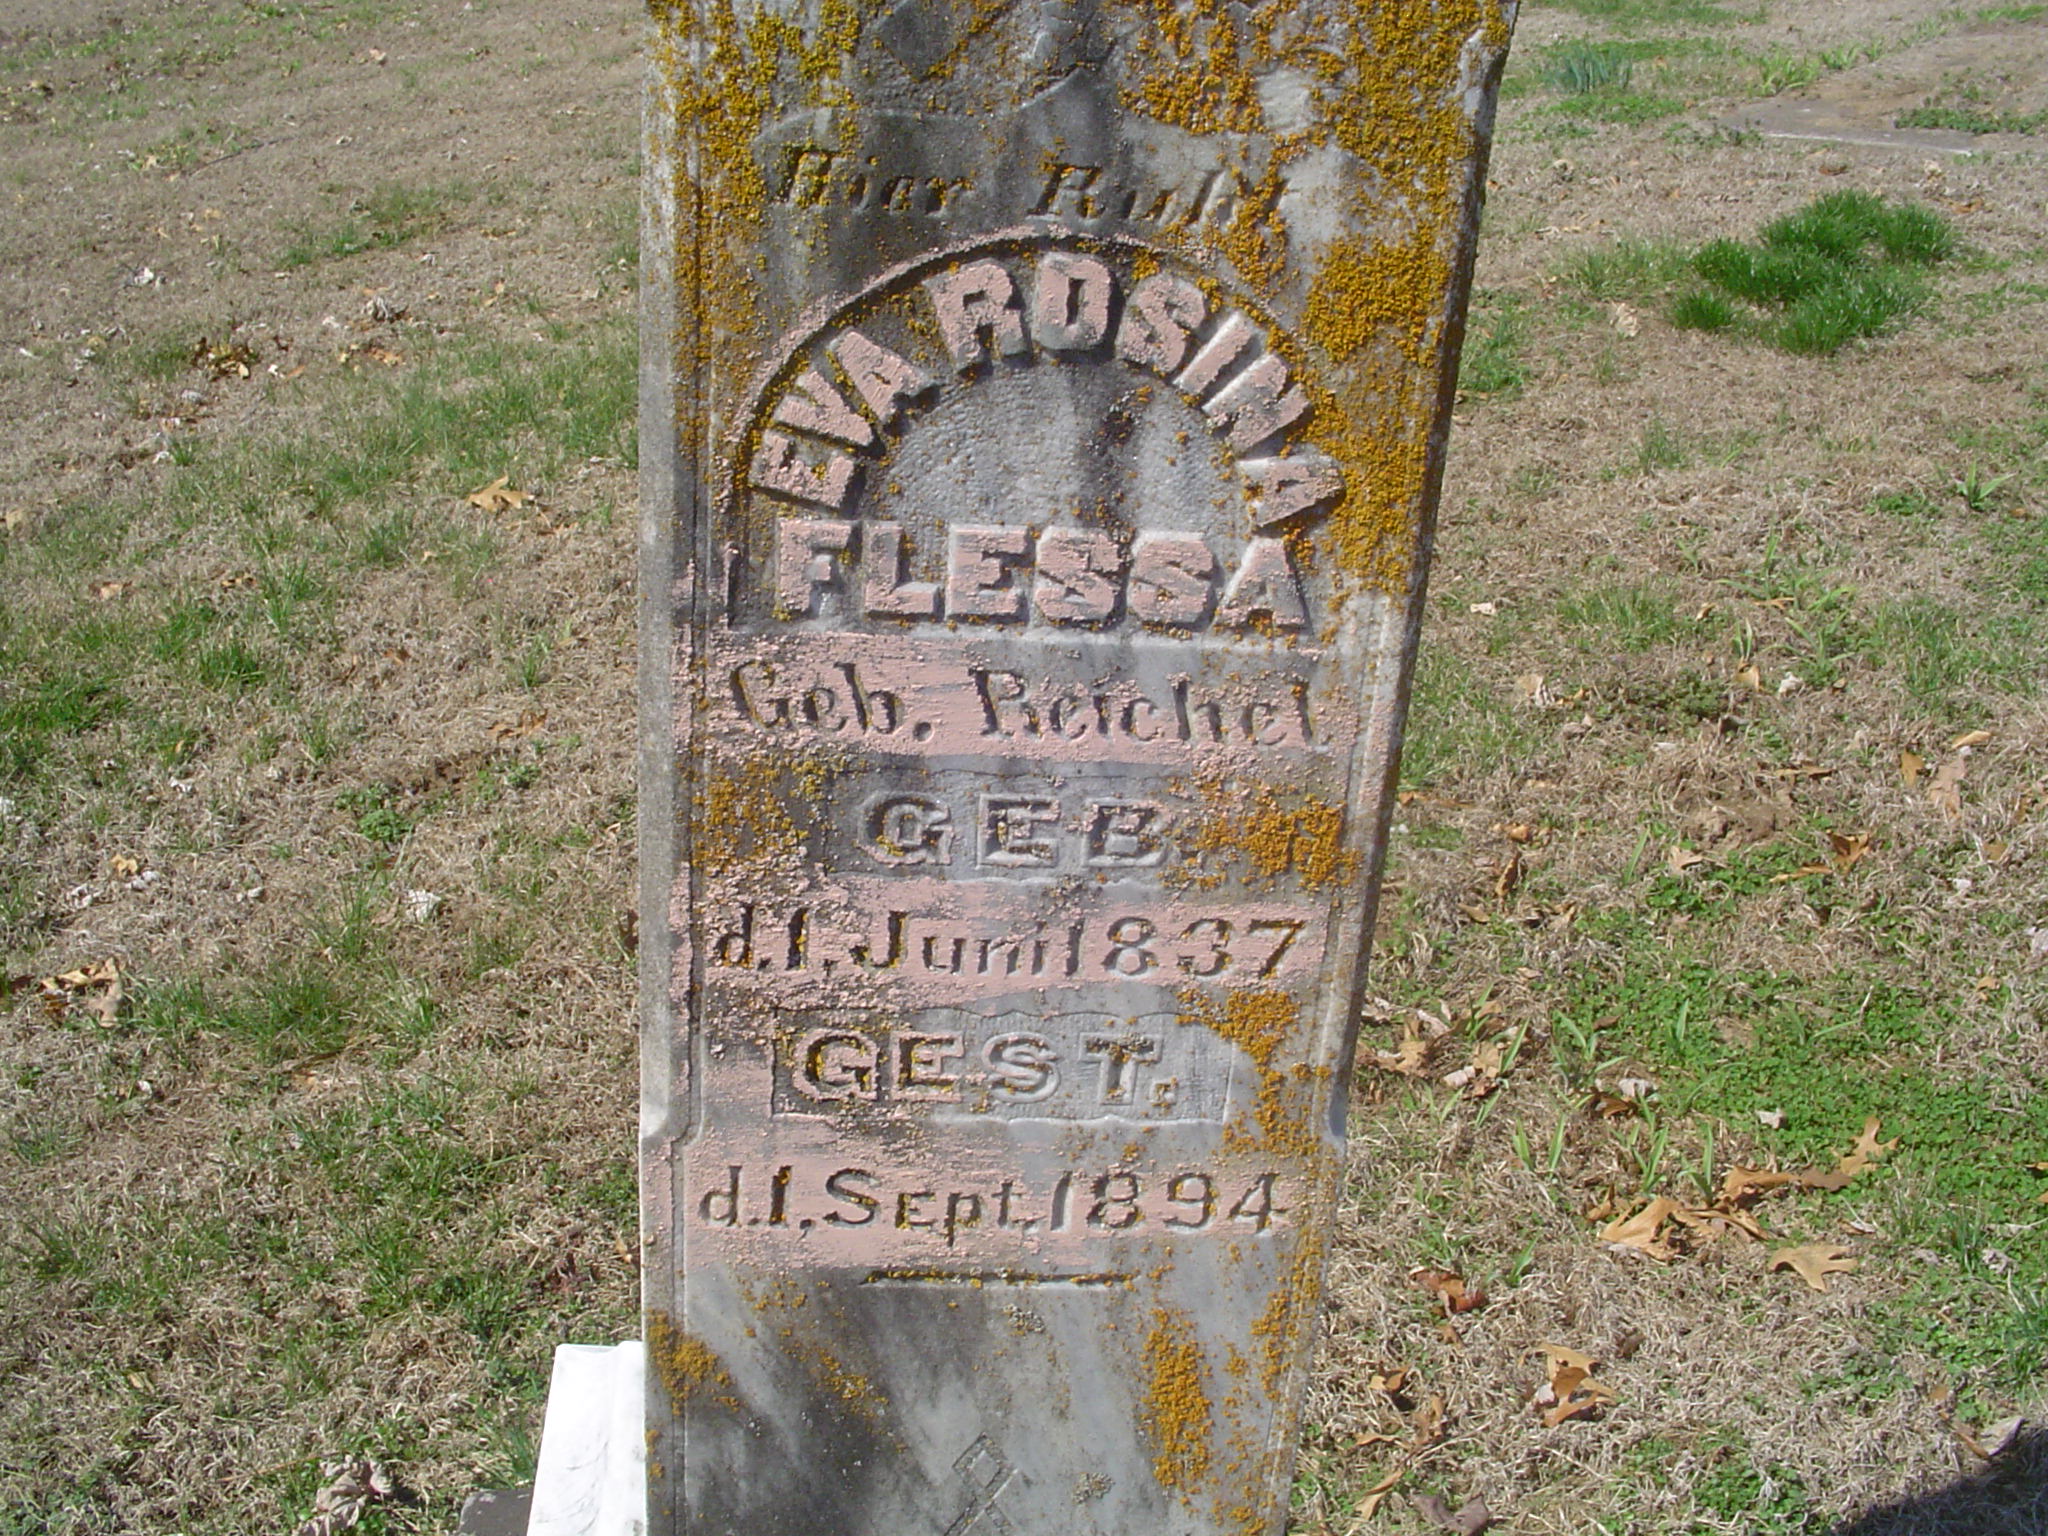 Hier Ruht
EVA ROSINA
FLESSA
Geb. Reichel
GEB.
d.1. Juni 1837
GEST.
d.1. Sept. 1894